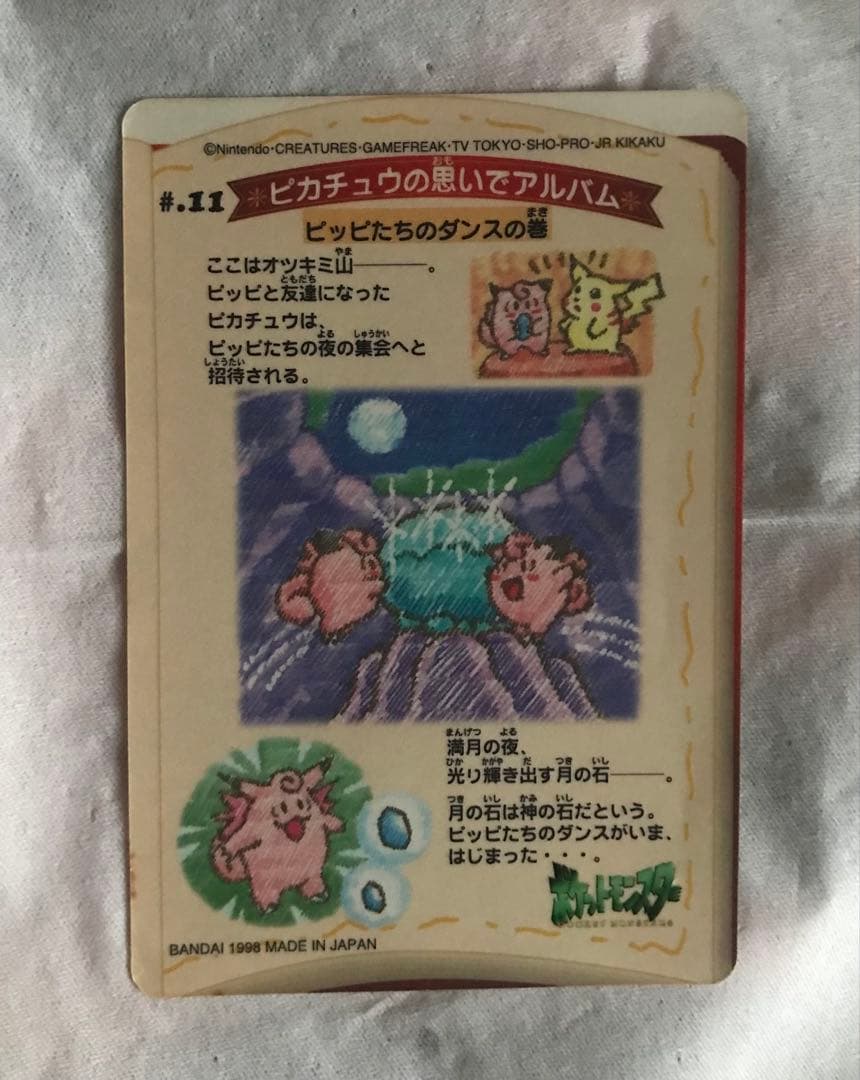 ©Nintendo・CREATURES・GAMEFREAK・TV TOKYO・SHO-PRO・JR KIKAKU
#.11
ピカチュウの思いでアルバム
ピッピたちのダンスの巻
ここはオツキミ山────。
ピッピと友達になった
ピカチュウは、
ピッピたちの夜の集会へと
招待される。
満月の夜、
光り輝き出す月の石───。
月の石は神の石だという。
ピッピたちのダンスがいま、
はじまった・・・。
ポケットモンスター
POCKET MONSTERS
BANDAI 1998 MADE IN JAPAN